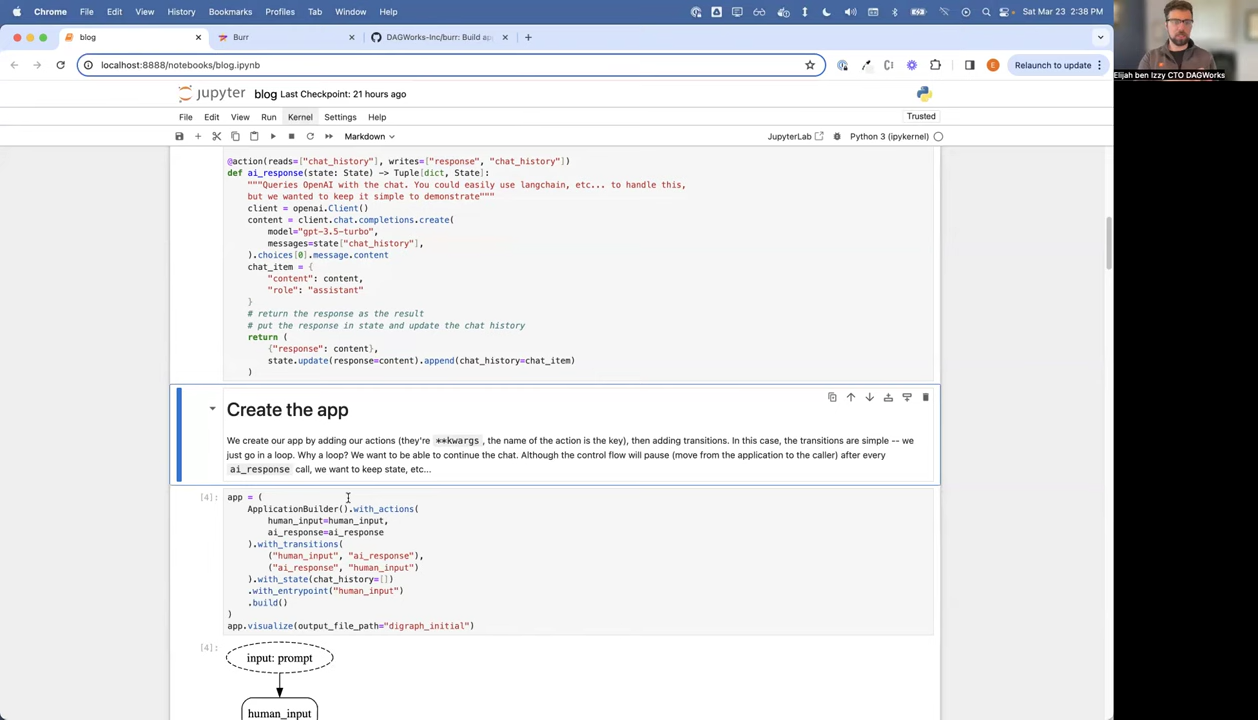 Chrome File Edit View History Bookmarks Profiles Tab Window Help Sat Mar 23 2:38 PM
blog Burr DAGWorks-Inc/burr: Build ap
localhost:8888/notebooks/blog.ipynb Relaunch to update
E
Elijah ben Izzy CTO DAGWorks
jupyter blog Last Checkpoint: 21 hours ago
File Edit View Run Kernel Settings Help Trusted
Markdown JupyterLab Python 3 (ipykernel)
@action(reads=["chat_history"], writes=["response", "chat_history"])
def ai_response(state: State) -> Tuple[dict, State]:
"""Queries OpenAI with the chat. You could easily use langchain, etc... to handle this,
but we wanted to keep it simple to demonstrate"""
client = openai.Client()
content = client.chat.completions.create(
model="gpt-3.5-turbo",
messages=state["chat_history"],
).choices[0].message.content
chat_item = {
"content": content,
"role": "assistant"
}
# return the response as the result
# put the response in state and update the chat history
return (
{"response": content},
state.update(response=content).append(chat_history=chat_item)
)
Create the app
We create our app by adding our actions (they're **kwargs, the name of the action is the key), then adding transitions. In this case, the transitions are simple -- we
just go in a loop. Why a loop? We want to be able to continue the chat. Although the control flow will pause (move from the application to the caller) after every
ai_response call, we want to keep state, etc...
[4]: app = (
ApplicationBuilder().with_actions(
human_input=human_input,
ai_response=ai_response
).with_transitions(
("human_input", "ai_response"),
("ai_response", "human_input")
).with_state(chat_history=[])
.with_entrypoint("human_input")
.build()
)
app.visualize(output_file_path="digraph_initial")
[4]:
input: prompt
human_input